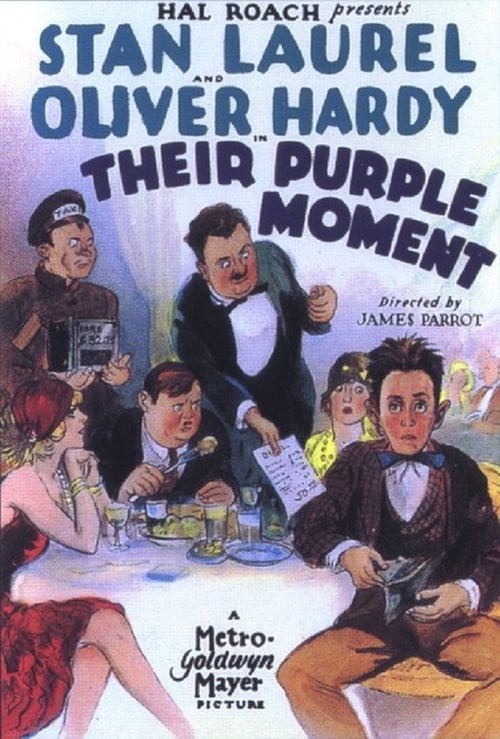 HAL ROACH presents
STAN LAUREL
AND
OLIVER HARDY
IN
THEIR PURPLE
MOMENT
Directed by
JAMES PARROT
TAXI
FARE
A
Metro-
Goldwyn
Mayer
PICTURE